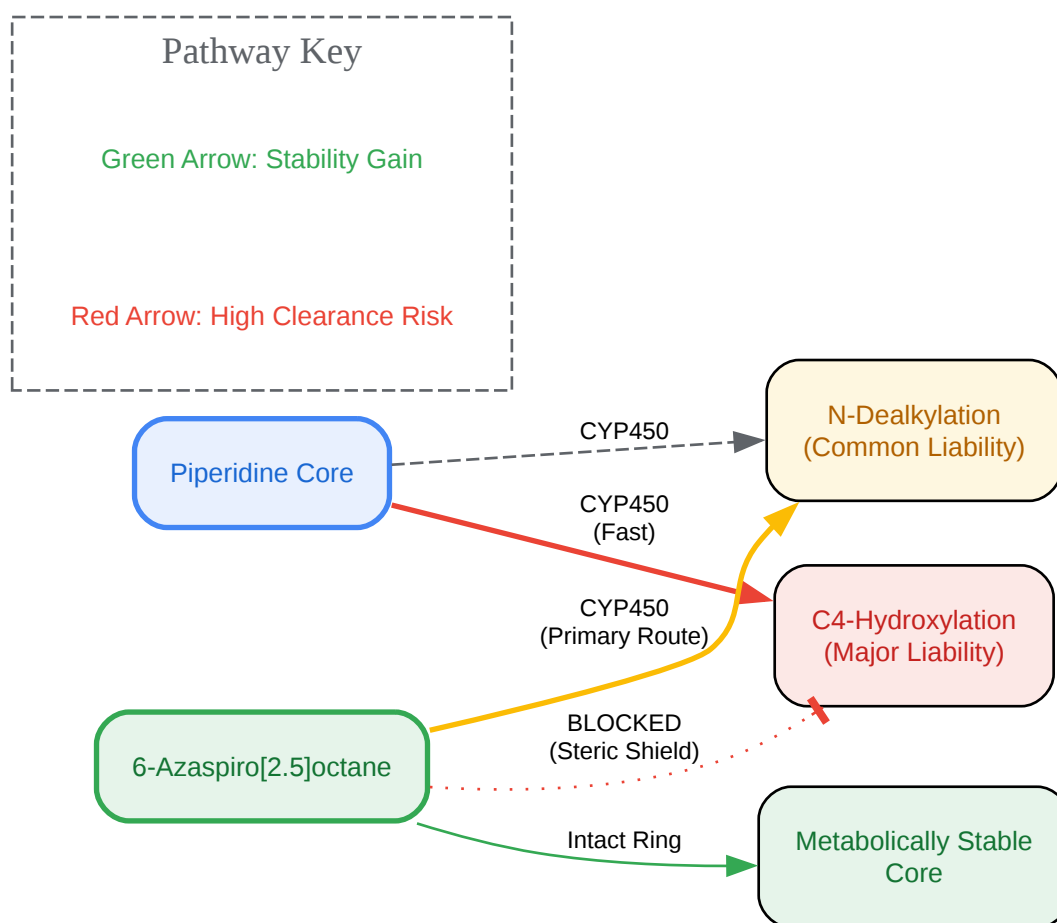 Pathway Key
Green Arrow: Stability Gain
Red Arrow: High Clearance Risk
Piperidine Core
CYP450
N-Dealkylation
(Common Liability)
CYP450
(Fast)
CYP450
(Primary Route)
C4-Hydroxylation
(Major Liability)
6-Azaspiro[2.5]octane
BLOCKED
(Steric Shield)
Intact Ring
Metabolically Stable
Core